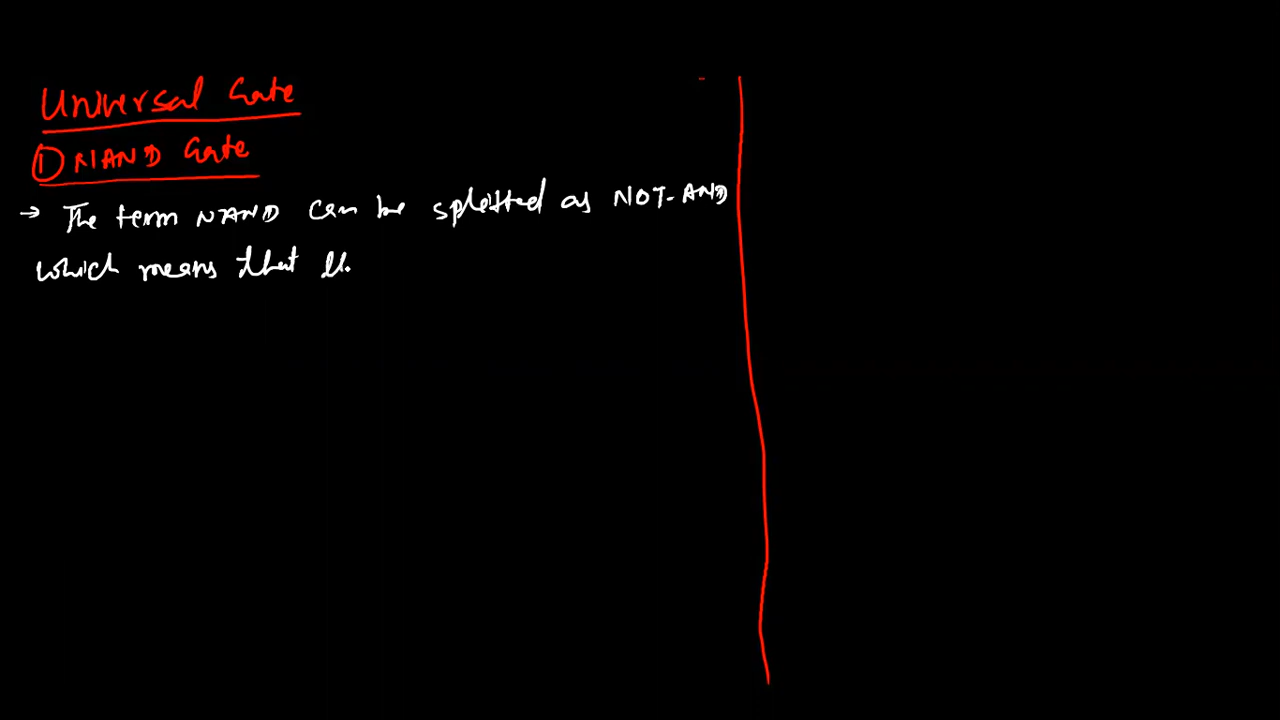 Universal Gate
① NAND Gate
→ The term NAND can be splitted as NOT-AND
which means that